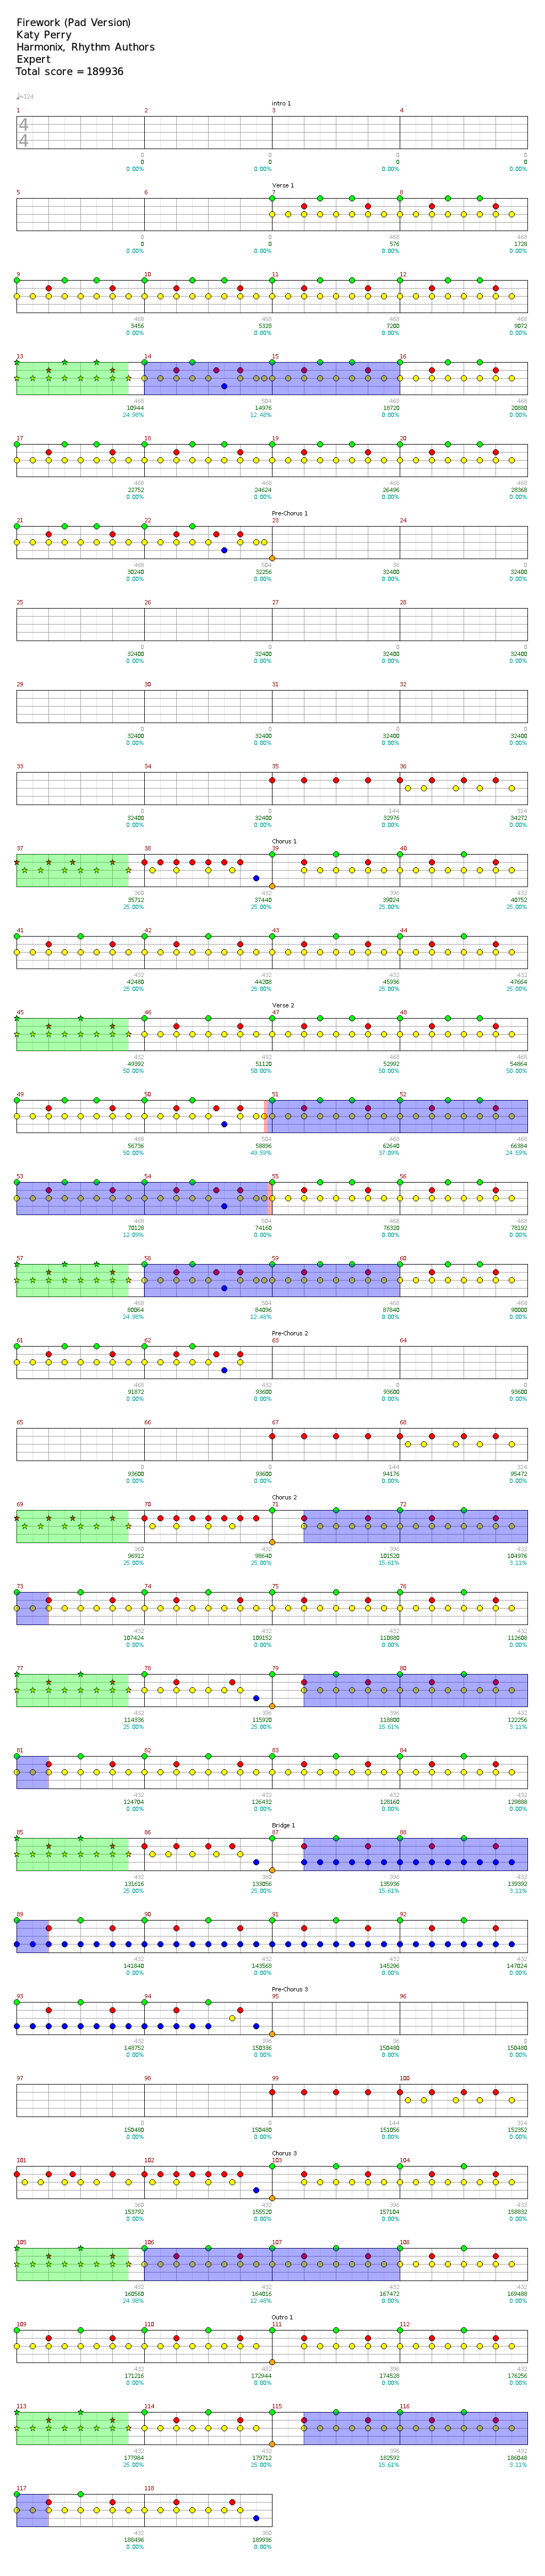 Firework (Pad Version)
Katy Perry
Harmonix, Rhythm Authors
Expert
Total score = 189936
♩=124
intro 1
1 2 3 4
4
4
0 0 0 0
0 0 0 0
0.00% 0.00% 0.00% 0.00%
Verse 1
5 6 7 8
0 0 468 468
0 0 576 1728
0.00% 0.00% 0.00% 0.00%
9 10 11 12
468 468 468 468
3456 5328 7200 9072
0.00% 0.00% 0.00% 0.00%
13 14 15 16
468 504 468 468
10944 14976 18720 20880
24.98% 12.48% 0.00% 0.00%
17 18 19 20
468 468 468 468
22752 24624 26496 28368
0.00% 0.00% 0.00% 0.00%
Pre-Chorus 1
21 22 23 24
468 504 36 0
30240 32256 32400 32400
0.00% 0.00% 0.00% 0.00%
25 26 27 28
0 0 0 0
32400 32400 32400 32400
0.00% 0.00% 0.00% 0.00%
29 30 31 32
0 0 0 0
32400 32400 32400 32400
0.00% 0.00% 0.00% 0.00%
33 34 35 36
0 0 144 324
32400 32400 32976 34272
0.00% 0.00% 0.00% 0.00%
Chorus 1
37 38 39 40
360 432 396 432
35712 37440 39024 40752
25.00% 25.00% 25.00% 25.00%
41 42 43 44
432 432 432 432
42480 44208 45936 47664
25.00% 25.00% 25.00% 25.00%
Verse 2
45 46 47 48
432 432 468 468
49392 51120 52992 54864
50.00% 50.00% 50.00% 50.00%
49 50 51 52
468 504 468 468
56736 58896 62640 66384
50.00% 49.59% 37.09% 24.59%
53 54 55 56
468 504 468 468
70128 74160 76320 78192
12.09% 0.00% 0.00% 0.00%
57 58 59 60
468 504 468 468
80064 84096 87840 90000
24.98% 12.48% 0.00% 0.00%
Pre-Chorus 2
61 62 63 64
468 432 0 0
91872 93600 93600 93600
0.00% 0.00% 0.00% 0.00%
65 66 67 68
0 0 144 324
93600 93600 94176 95472
0.00% 0.00% 0.00% 0.00%
Chorus 2
69 70 71 72
360 432 396 432
96912 98640 101520 104976
25.00% 25.00% 15.61% 3.11%
73 74 75 76
432 432 432 432
107424 109152 110880 112608
0.00% 0.00% 0.00% 0.00%
77 78 79 80
432 396 396 432
114336 115920 118800 122256
25.00% 25.00% 15.61% 3.11%
81 82 83 84
432 432 432 432
124704 126432 128160 129888
0.00% 0.00% 0.00% 0.00%
Bridge 1
85 86 87 88
432 360 396 432
131616 133056 135936 139392
25.00% 25.00% 15.61% 3.11%
89 90 91 92
432 432 432 432
141840 143568 145296 147024
0.00% 0.00% 0.00% 0.00%
Pre-Chorus 3
93 94 95 96
432 396 36 0
148752 150336 150480 150480
0.00% 0.00% 0.00% 0.00%
97 98 99 100
0 0 144 324
150480 150480 151056 152352
0.00% 0.00% 0.00% 0.00%
Chorus 3
101 102 103 104
360 432 396 432
153792 155520 157104 158832
0.00% 0.00% 0.00% 0.00%
105 106 107 108
432 432 432 432
160560 164016 167472 169488
24.98% 12.48% 0.00% 0.00%
Outro 1
109 110 111 112
432 432 396 432
171216 172944 174528 176256
0.00% 0.00% 0.00% 0.00%
113 114 115 116
432 432 396 432
177984 179712 182592 186048
25.00% 25.00% 15.61% 3.11%
117 118
432 360
188496 189936
0.00% 0.00%